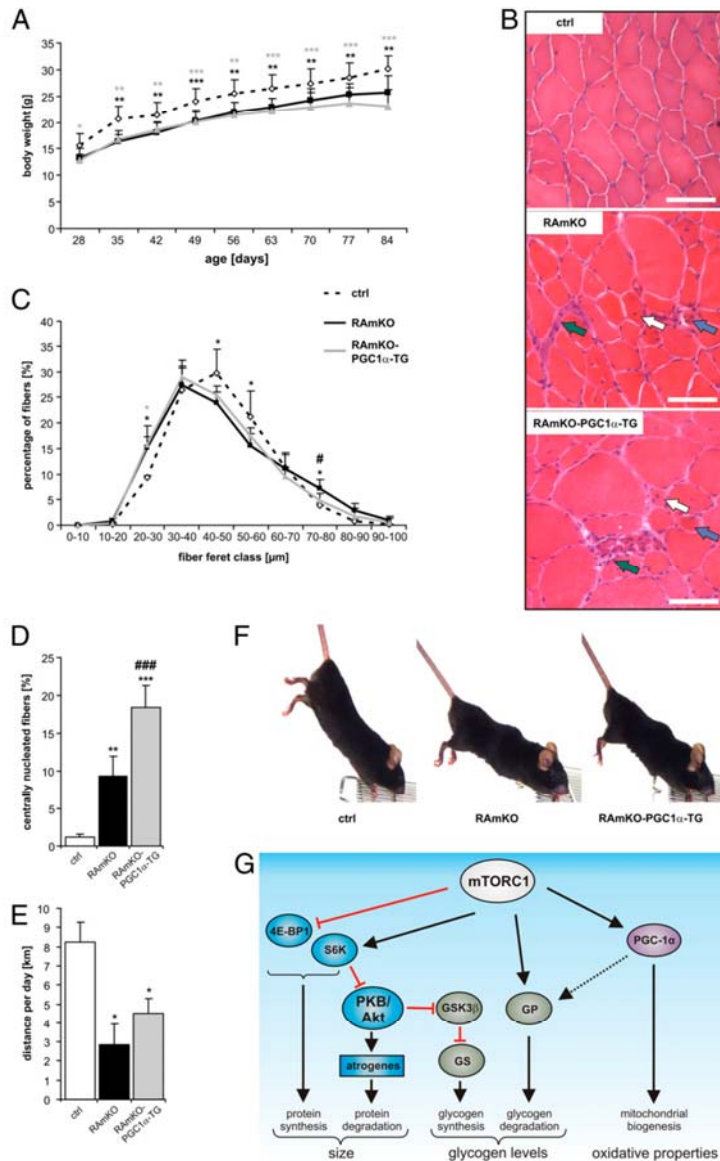 A
body weight [g]
35
30
25
20
15
10
5
0
* ** ** *** ** *** *** *** ***
** ** *** ** ** ** ** **
28 35 42 49 56 63 70 77 84
age [days]
B
ctrl
RAmKO
RAmKO-PGC1α-TG
C
ctrl
RAmKO
RAmKO-
PGC1α-TG
percentage of fibers [%]
40
35
30
25
20
15
10
5
0
*
*
*
*
#
*
0-10 10-20 20-30 30-40 40-50 50-60 60-70 70-80 80-90 90-100
fiber feret class [µm]
D
centrally nucleated fibers [%]
25
20
15
10
5
0
**
###
***
ctrl
RAmKO
RAmKO-
PGC1α-TG
E
distance per day [km]
10
9
8
7
6
5
4
3
2
1
0
*
*
ctrl
RAmKO
RAmKO-
PGC1α-TG
F
ctrl
RAmKO
RAmKO-PGC1α-TG
G
mTORC1
4E-BP1
S6K
PGC-1α
PKB/
Akt
GSK3β
GP
atrogenes
GS
protein
synthesis
protein
degradation
glycogen
synthesis
glycogen
degradation
mitochondrial
biogenesis
size
glycogen levels
oxidative properties